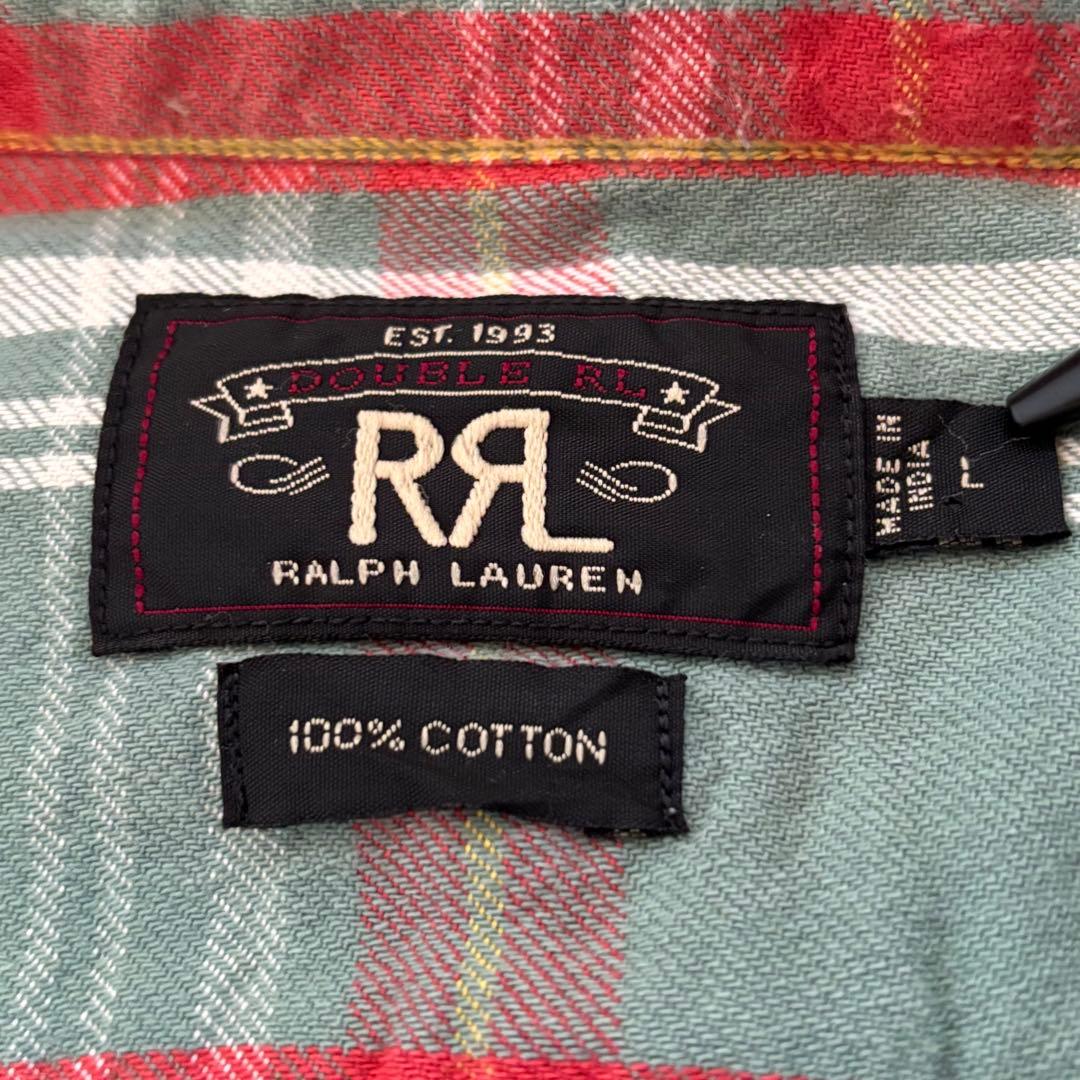 EST. 1993
DOUBLE RL
RRL
RALPH LAUREN
MADE IN
INDIA
L
100% COTTON